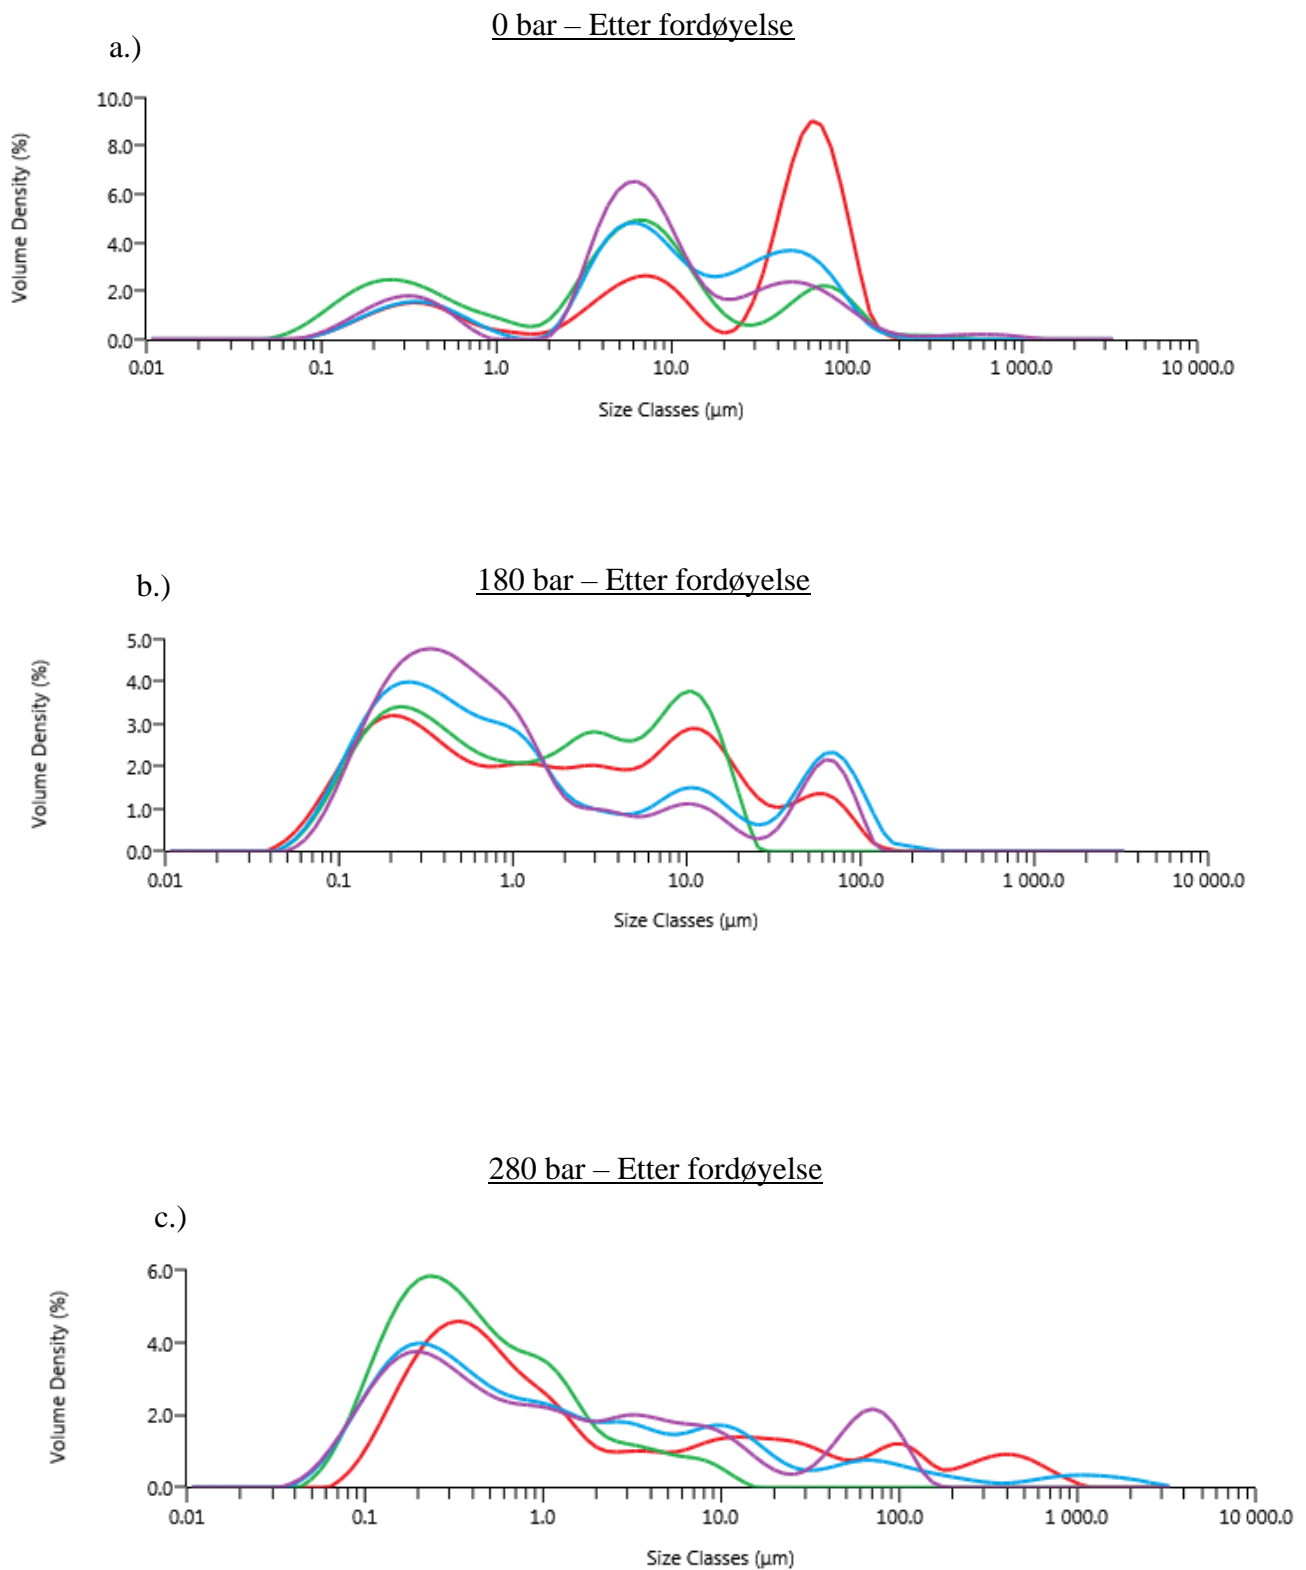 0 bar – Etter fordøyelse
a.)
10.0
8.0
6.0
4.0
2.0
0.0
Volume Density (%)
0.01 0.1 1.0 10.0 100.0 1 000.0 10 000.0
Size Classes (µm)
180 bar – Etter fordøyelse
b.)
5.0
4.0
3.0
2.0
1.0
0.0
Volume Density (%)
0.01 0.1 1.0 10.0 100.0 1 000.0 10 000.0
Size Classes (µm)
280 bar – Etter fordøyelse
c.)
6.0
4.0
2.0
0.0
Volume Density (%)
0.01 0.1 1.0 10.0 100.0 1 000.0 10 000.0
Size Classes (µm)